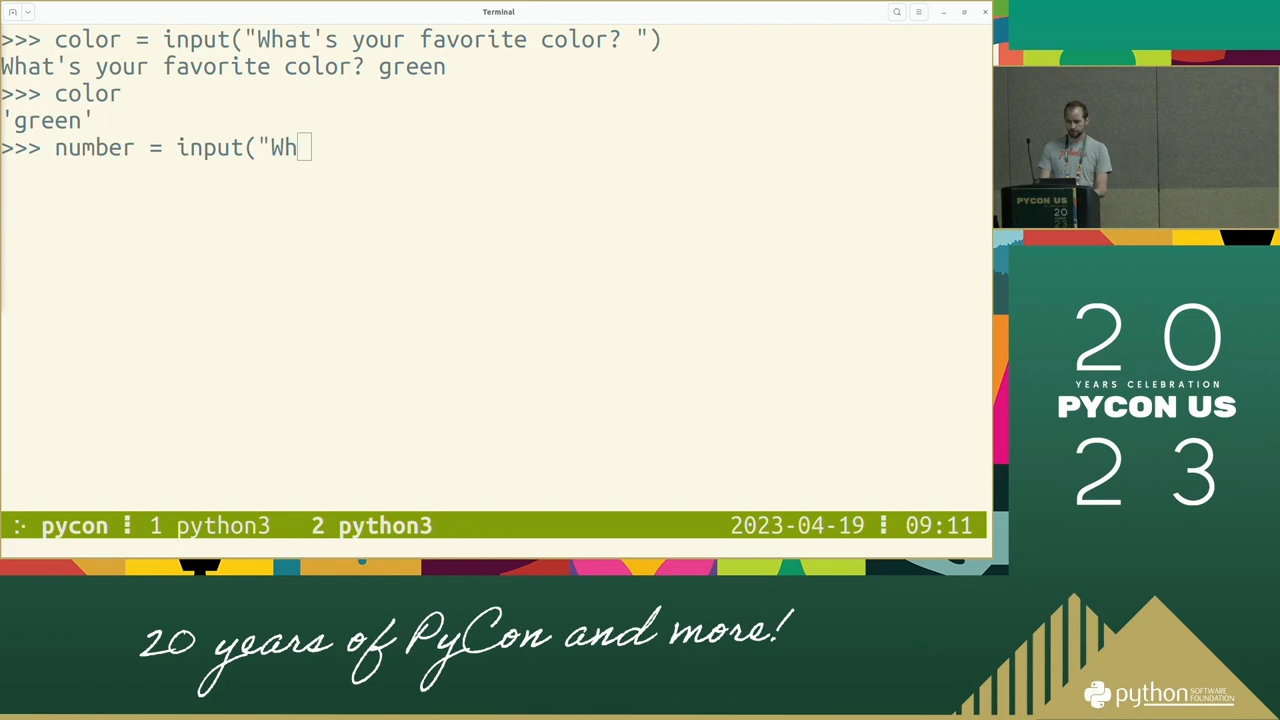 Terminal
>>> color = input("What's your favorite color? ")
What's your favorite color? green
>>> color
'green'
>>> number = input("Wh
pycon ⁞ 1 python3 2 python3 2023-04-19 ⁞ 09:11
PYCON US
20
23
2 0
YEARS CELEBRATION
PYCON US
2 3
20 years of PyCon and more!
python SOFTWARE FOUNDATION